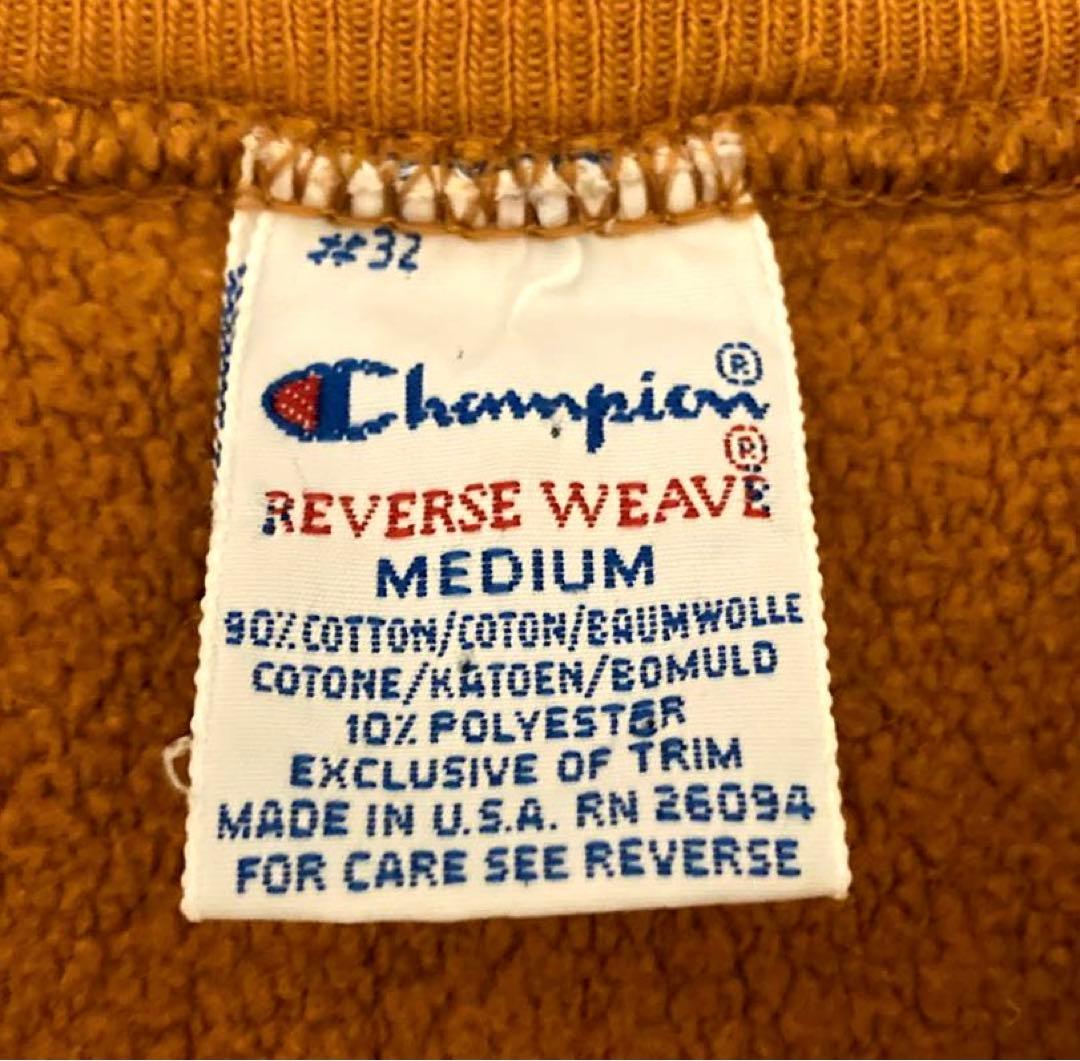 #32
Champion®
®
REVERSE WEAVE
MEDIUM
90% COTTON/COTON/BAUMWOLLE
COTONE/KATOEN/BOMULD
10% POLYESTER
EXCLUSIVE OF TRIM
MADE IN U.S.A. RN 26094
FOR CARE SEE REVERSE